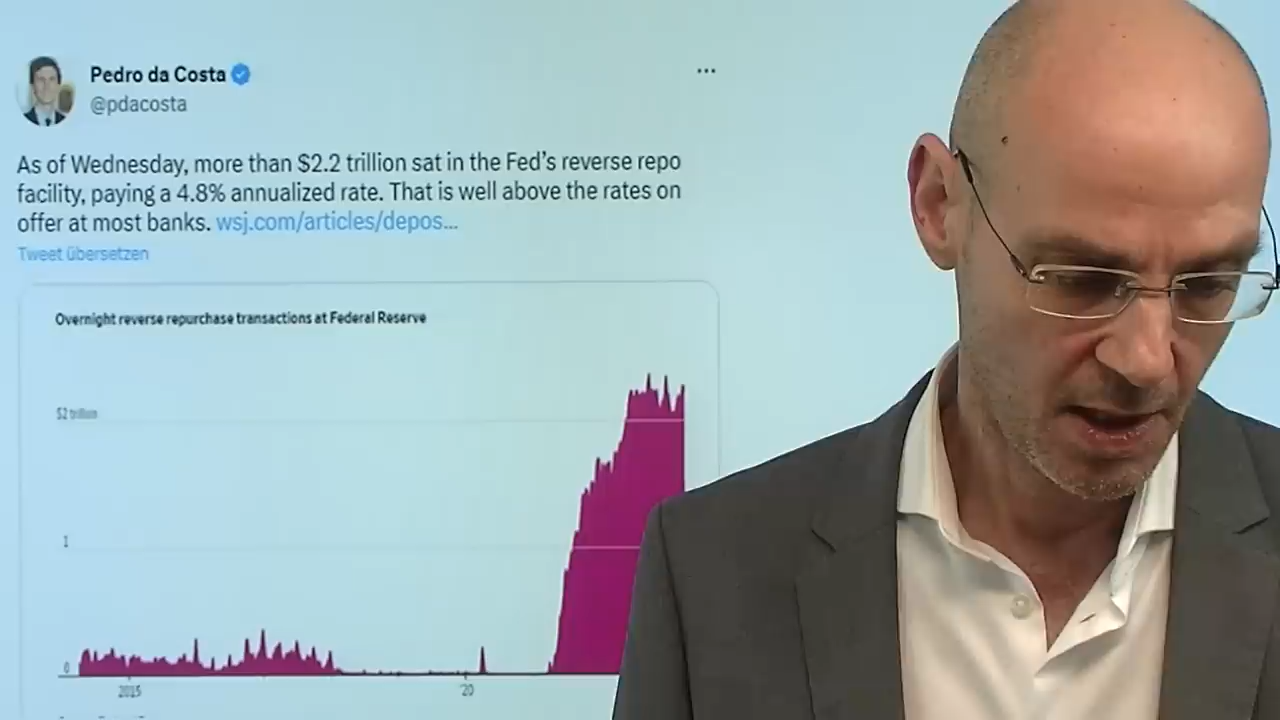 Pedro da Costa
@pdacosta
As of Wednesday, more than $2.2 trillion sat in the Fed's reverse repo
facility, paying a 4.8% annualized rate. That is well above the rates on
offer at most banks. wsj.com/articles/depos...
Tweet übersetzen
Overnight reverse repurchase transactions at Federal Reserve
$2 trillion
1
0
2015 20